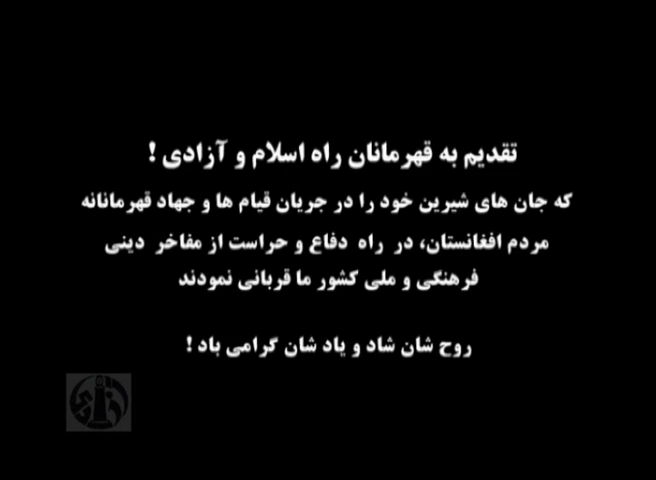 تقدیم به قهرمانان راه اسلام و آزادی !
که جان های شیرین خود را در جریان قیام ها و جهاد قهرمانانه
مردم افغانستان، در راه دفاع و حراست از مفاخر دینی
فرهنگی و ملی کشور ما قربانی نمودند
روح شان شاد و یاد شان گرامی باد !